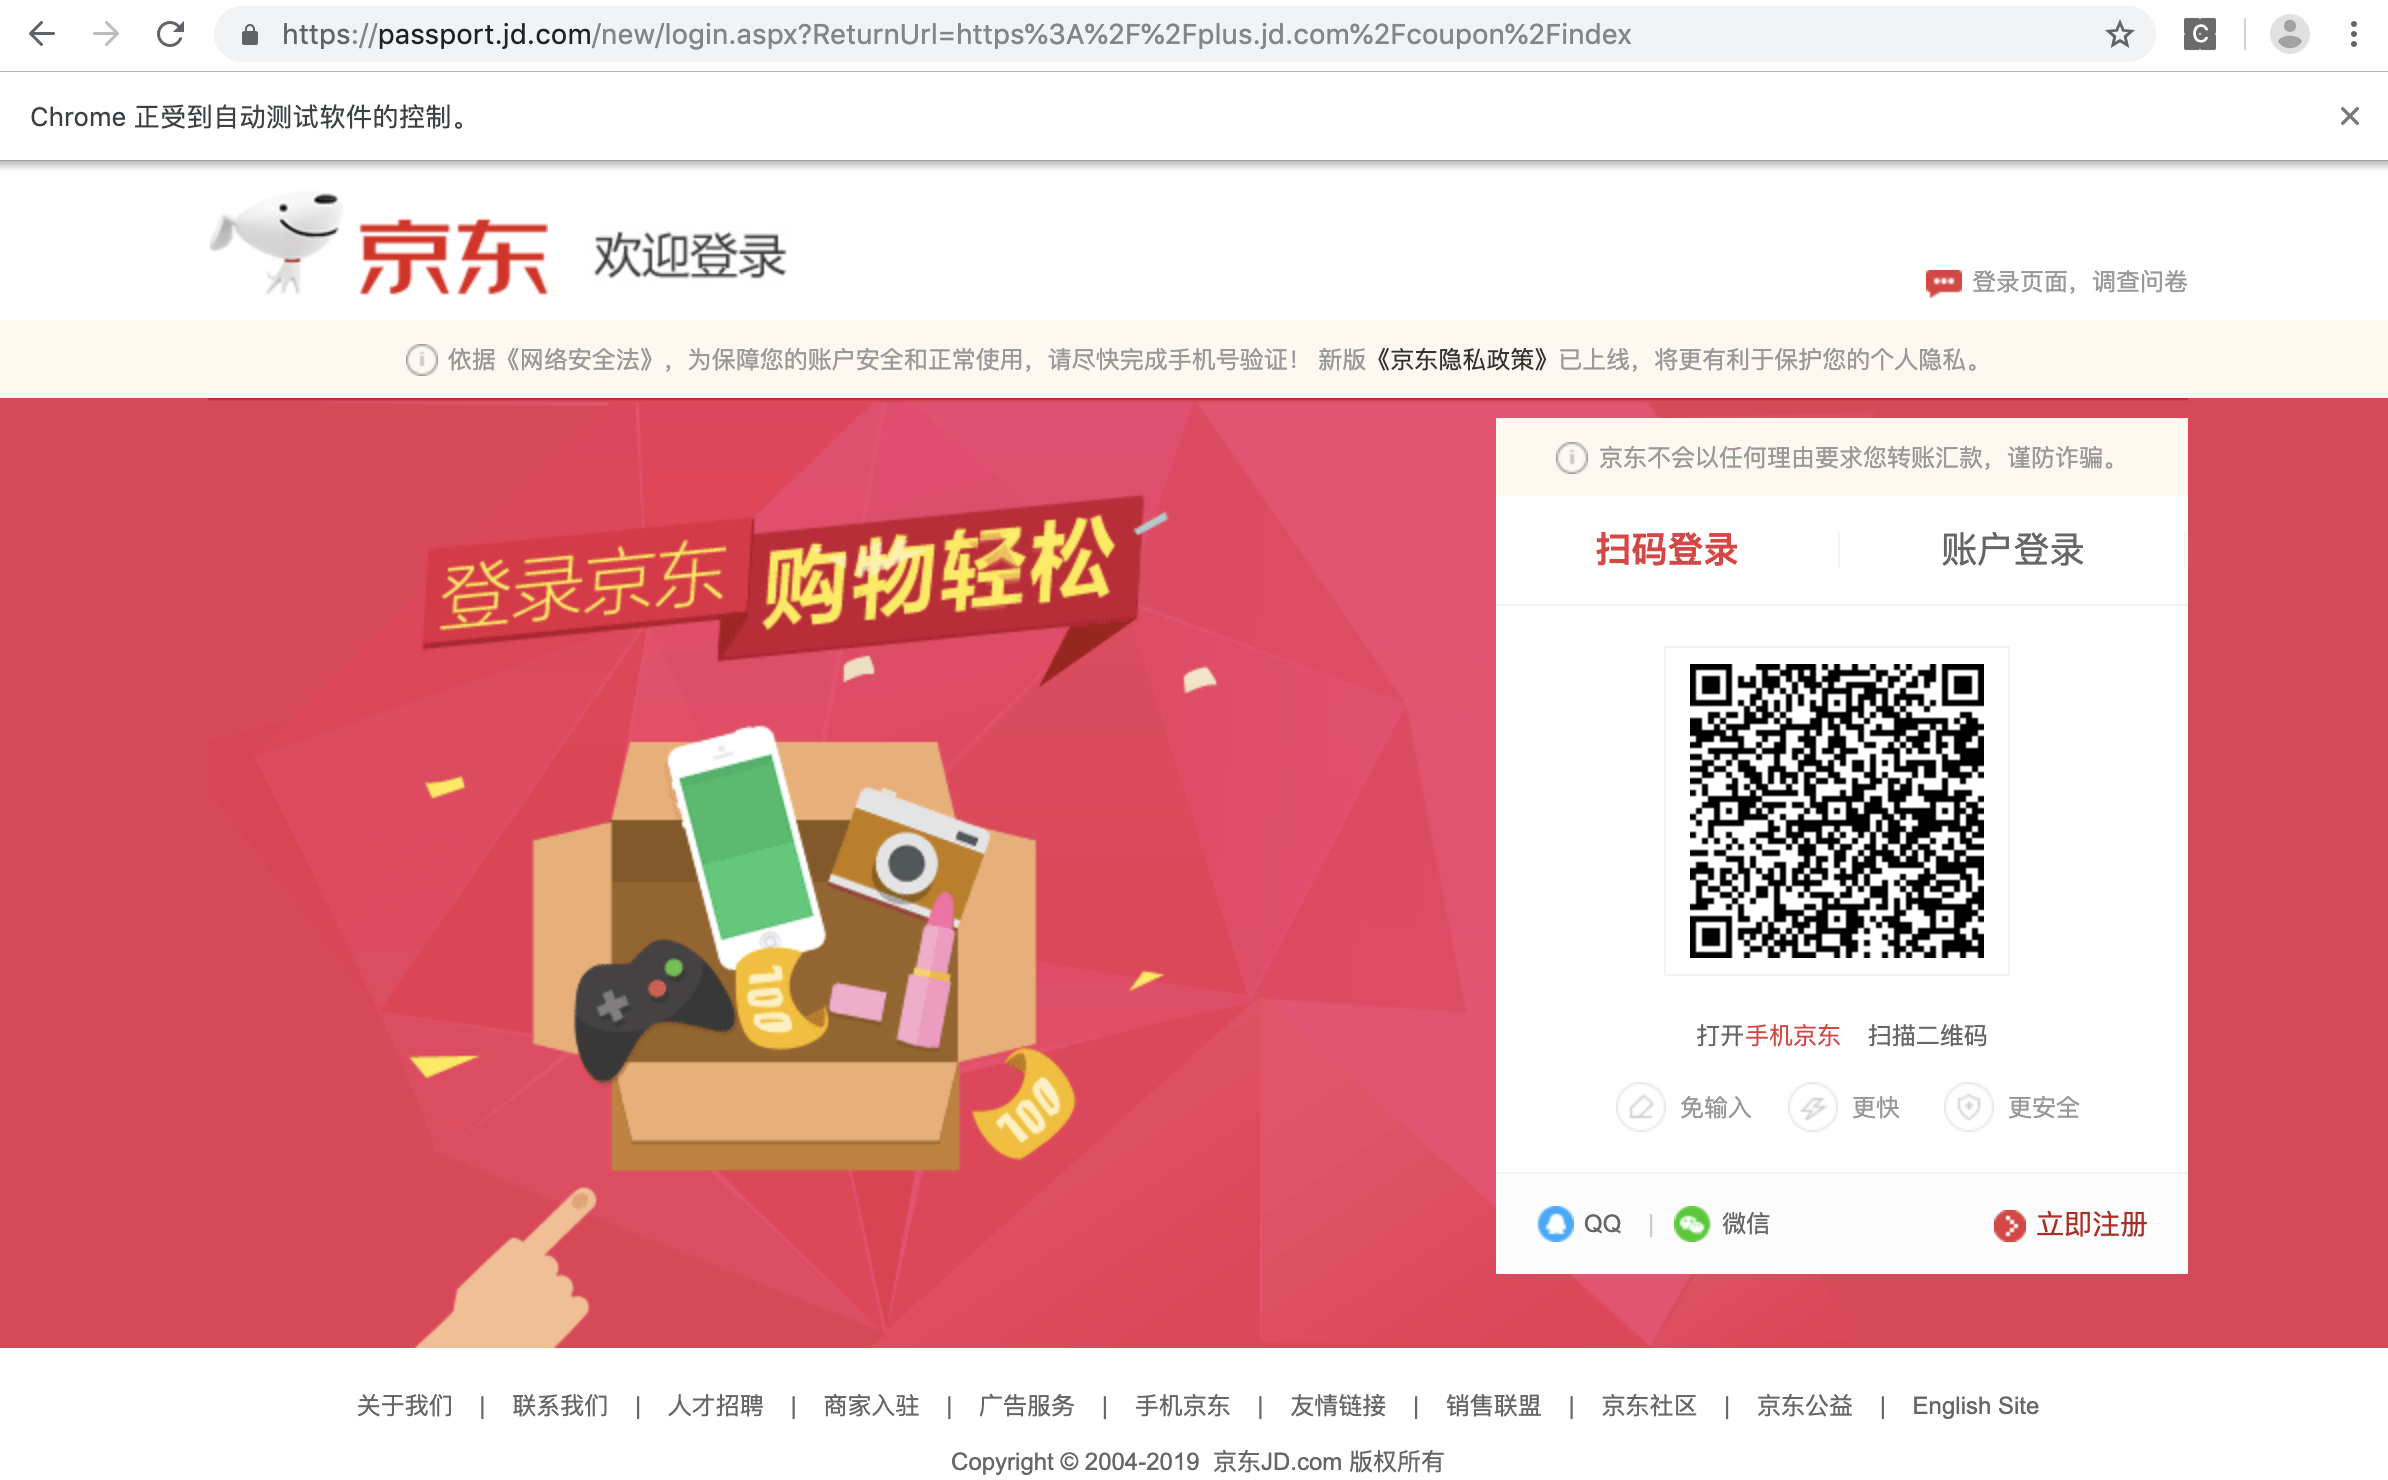 https://passport.jd.com/new/login.aspx?ReturnUrl=https%3A%2F%2Fplus.jd.com%2Fcoupon%2Findex
C
Chrome 正受到自动测试软件的控制。
京东 欢迎登录
登录页面，调查问卷
依据《网络安全法》，为保障您的账户安全和正常使用，请尽快完成手机号验证！ 新版《京东隐私政策》已上线，将更有利于保护您的个人隐私。
京东不会以任何理由要求您转账汇款，谨防诈骗。
登录京东 购物轻松
扫码登录 账户登录
100
100
打开手机京东 扫描二维码
免输入 更快 更安全
QQ | 微信 立即注册
关于我们 | 联系我们 | 人才招聘 | 商家入驻 | 广告服务 | 手机京东 | 友情链接 | 销售联盟 | 京东社区 | 京东公益 | English Site
Copyright © 2004-2019 京东JD.com 版权所有